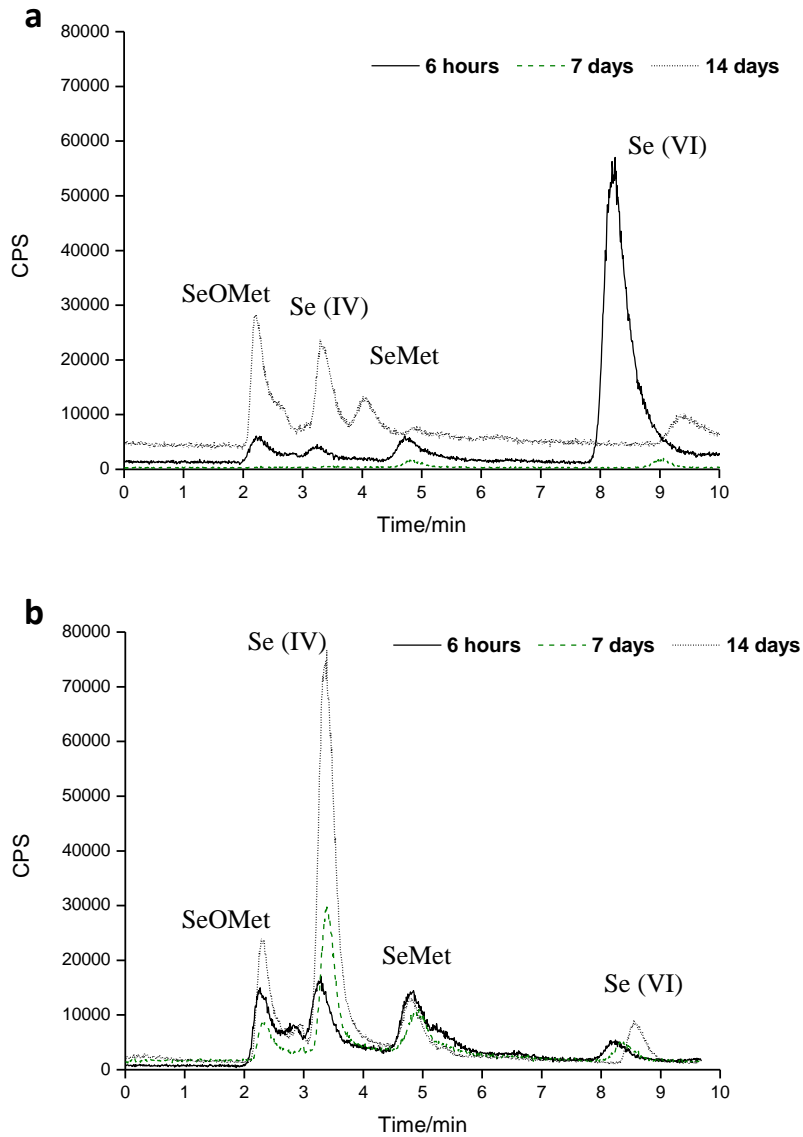 a
80000
6 hours 7 days 14 days
70000
Se (VI)
60000
50000
CPS
40000
SeOMet
Se (IV)
30000
SeMet
20000
10000
0
0 1 2 3 4 5 6 7 8 9 10
Time/min
b
80000
Se (IV)
6 hours 7 days 14 days
70000
60000
50000
CPS
40000
30000
SeOMet
SeMet
20000
Se (VI)
10000
0
0 1 2 3 4 5 6 7 8 9 10
Time/min